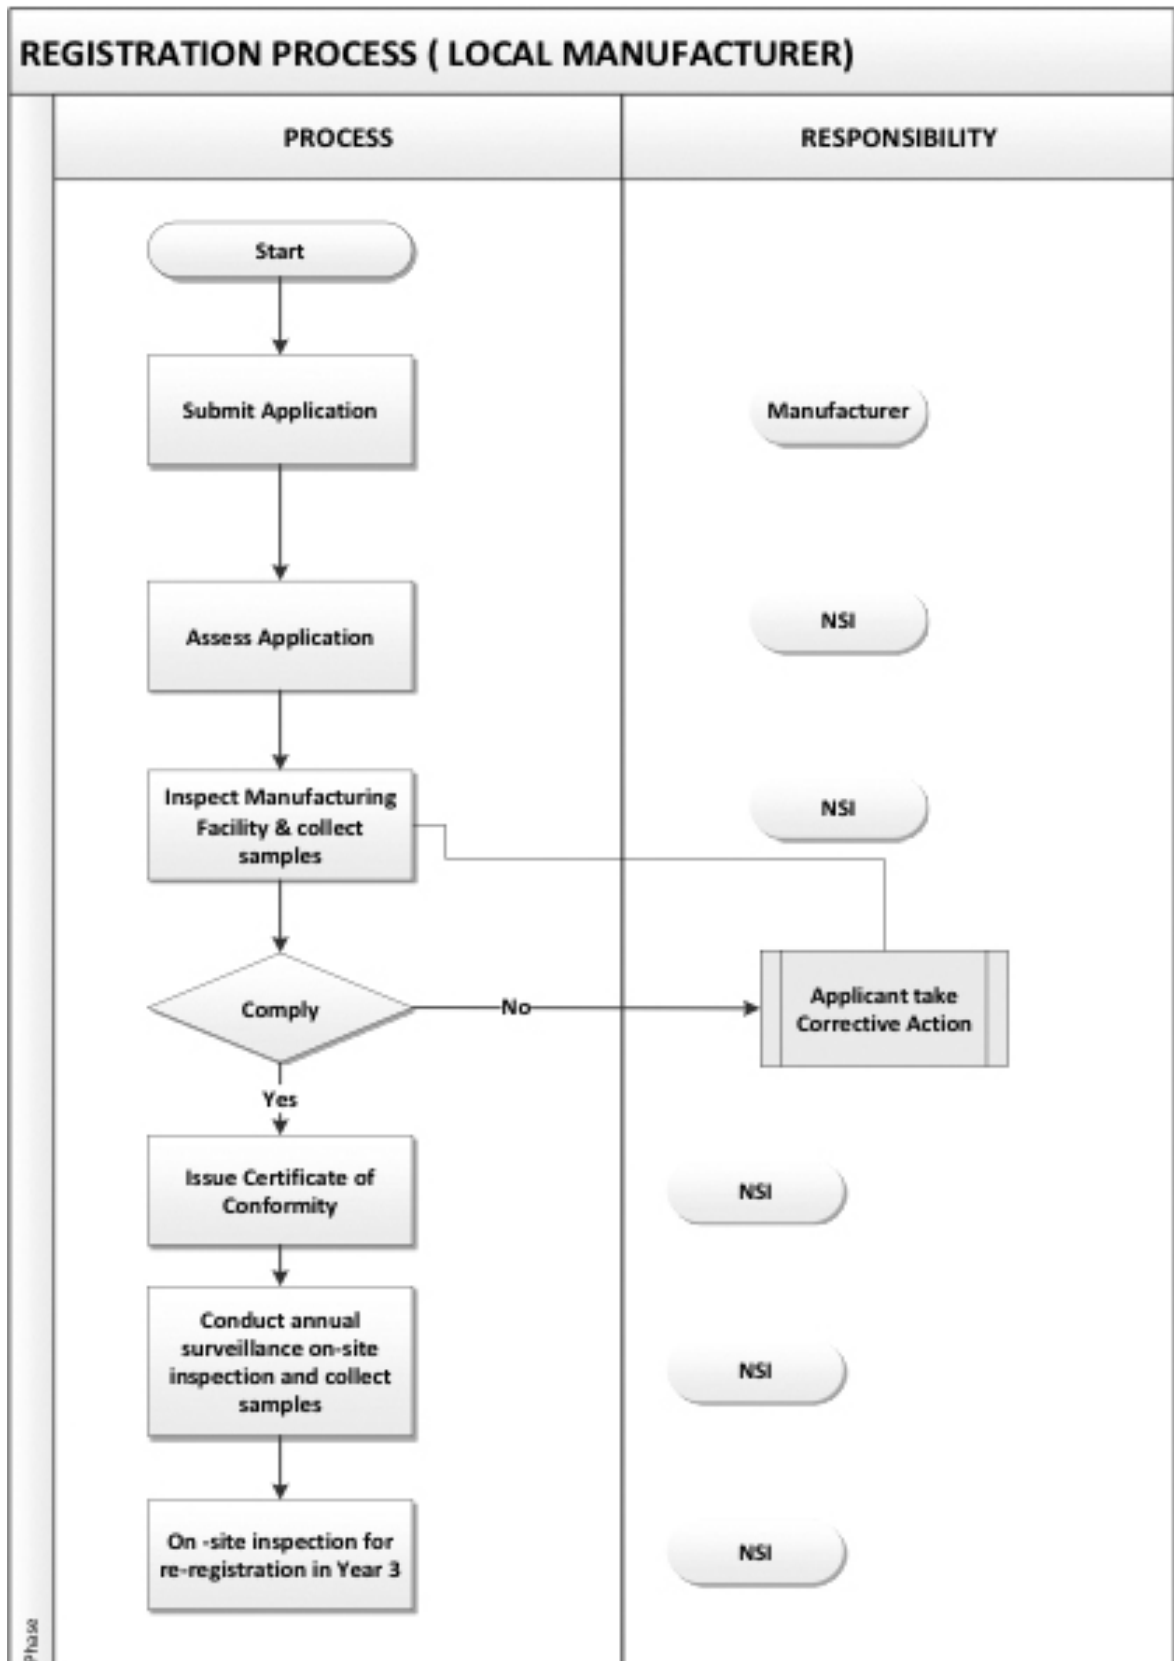 REGISTRATION PROCESS ( LOCAL MANUFACTURER)
PROCESS
RESPONSIBILITY
Start
Submit Application
Manufacturer
Assess Application
NSI
Inspect Manufacturing
Facility & collect
samples
NSI
Comply
No
Applicant take
Corrective Action
Yes
Issue Certificate of
Conformity
NSI
Conduct annual
surveillance on-site
inspection and collect
samples
NSI
On -site inspection for
re-registration in Year 3
NSI
Phase